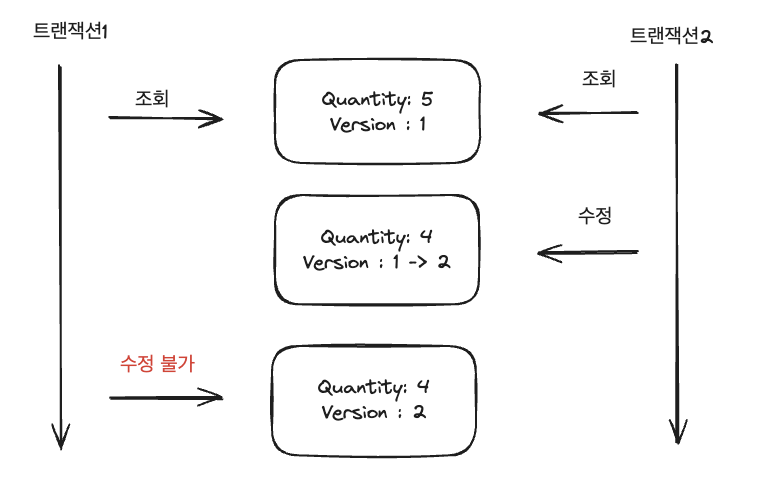 트랜잭션1
트랜잭션2
조회
Quantity: 5
Version : 1
조회
Quantity: 4
Version : 1 -> 2
수정
수정 불가
Quantity: 4
Version : 2